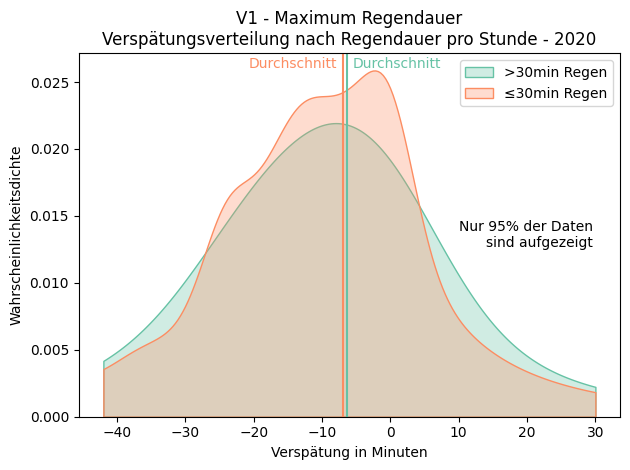 V1 - Maximum Regendauer
Verspätungsverteilung nach Regendauer pro Stunde - 2020
Durchschnitt
Durchschnitt
>30min Regen
≤30min Regen
Nur 95% der Daten
sind aufgezeigt
Wahrscheinlichkeitsdichte
0.025
0.020
0.015
0.010
0.005
0.000
−40
−30
−20
−10
0
10
20
30
Verspätung in Minuten